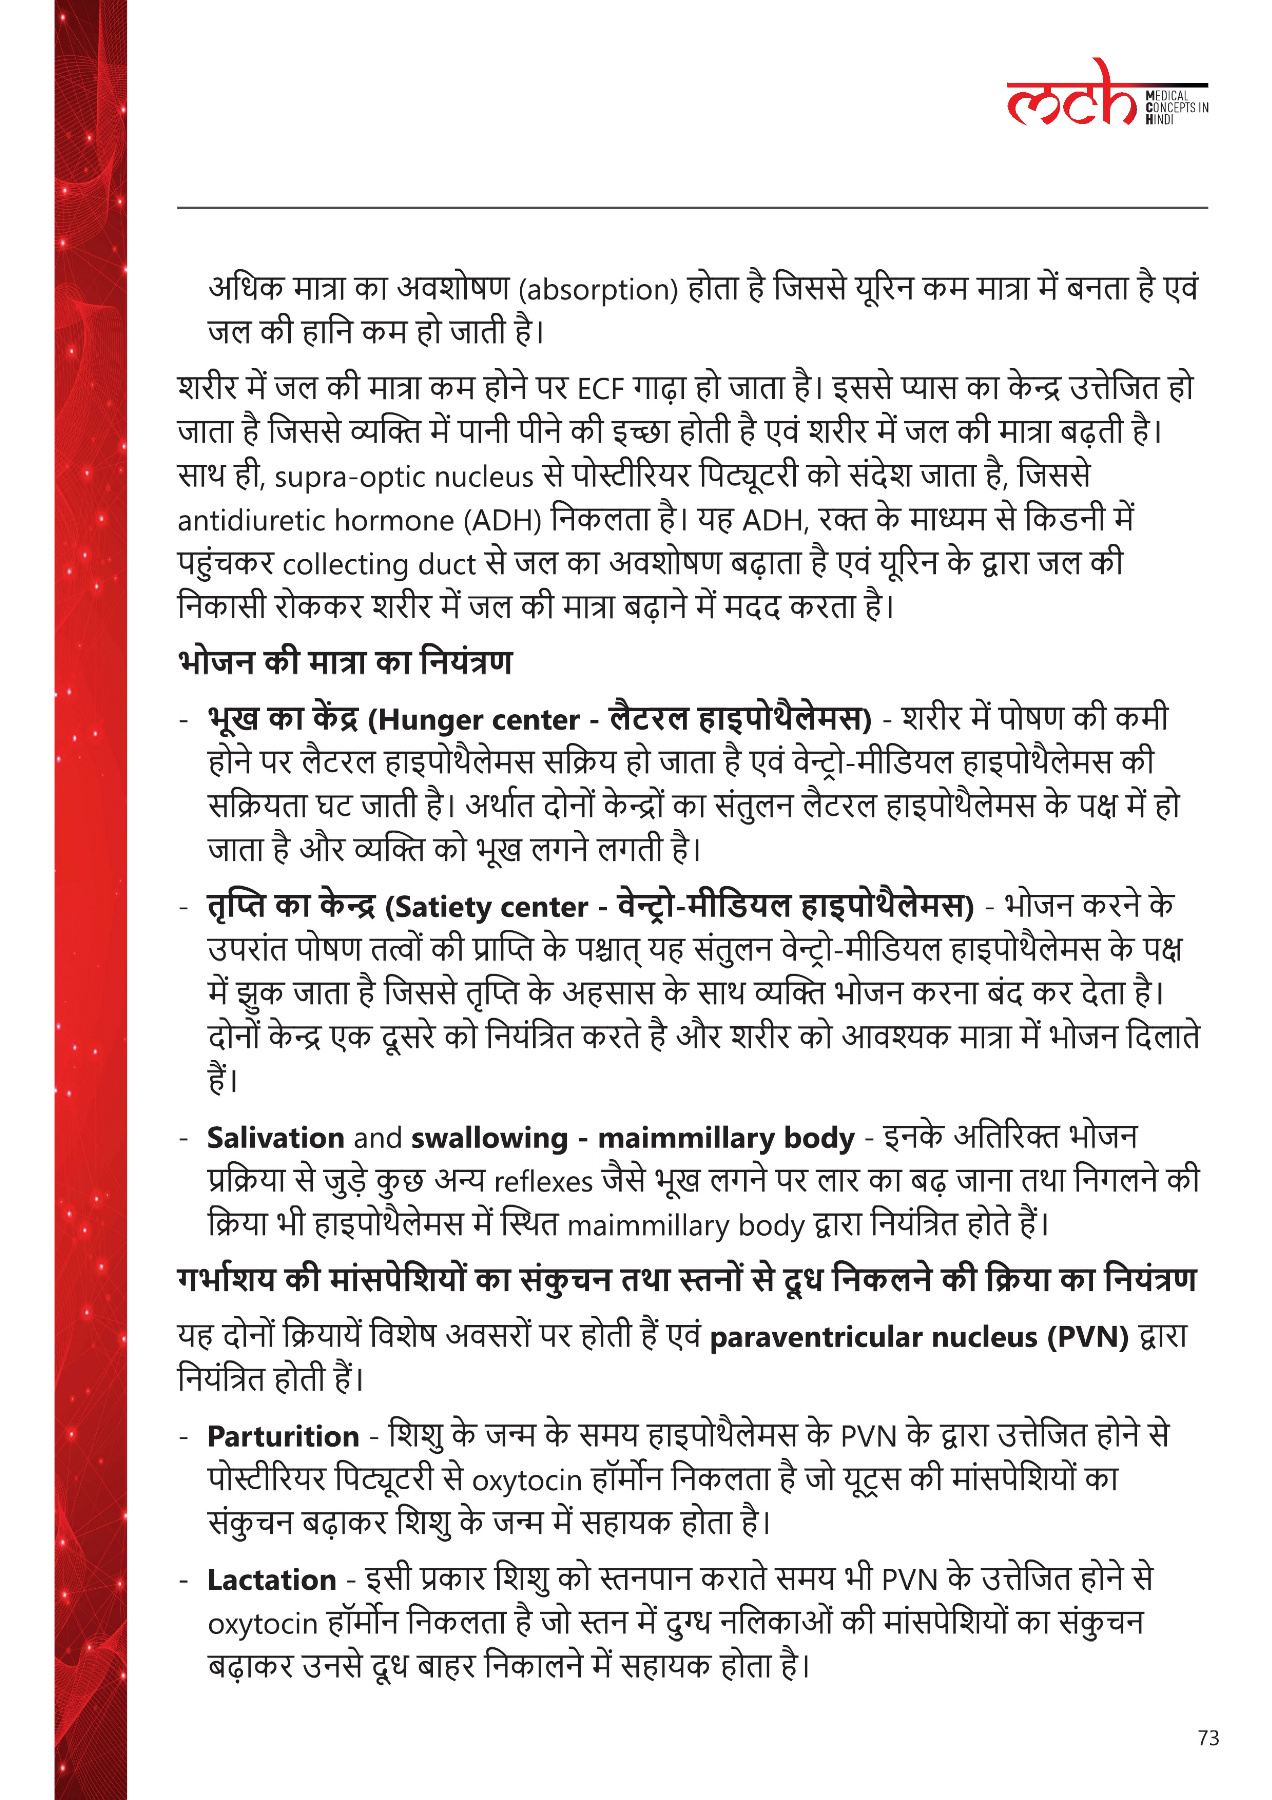 mch MEDICAL
CONCEPTS IN
HINDI
अधिक मात्रा का अवशोषण (absorption) होता है जिससे यूरिन कम मात्रा में बनता है एवं
जल की हानि कम हो जाती है।
शरीर में जल की मात्रा कम होने पर ECF गाढ़ा हो जाता है। इससे प्यास का केन्द्र उत्तेजित हो
जाता है जिससे व्यक्ति में पानी पीने की इच्छा होती है एवं शरीर में जल की मात्रा बढ़ती है।
साथ ही, supra-optic nucleus से पोस्टीरियर पिट्यूटरी को संदेश जाता है, जिससे
antidiuretic hormone (ADH) निकलता है। यह ADH, रक्त के माध्यम से किडनी में
पहुंचकर collecting duct से जल का अवशोषण बढ़ाता है एवं यूरिन के द्वारा जल की
निकासी रोककर शरीर में जल की मात्रा बढ़ाने में मदद करता है।
भोजन की मात्रा का नियंत्रण
- भूख का केंद्र (Hunger center - लैटरल हाइपोथैलेमस) - शरीर में पोषण की कमी
होने पर लैटरल हाइपोथैलेमस सक्रिय हो जाता है एवं वेन्ट्रो-मीडियल हाइपोथैलेमस की
सक्रियता घट जाती है। अर्थात दोनों केन्द्रों का संतुलन लैटरल हाइपोथैलेमस के पक्ष में हो
जाता है और व्यक्ति को भूख लगने लगती है।
- तृप्ति का केन्द्र (Satiety center - वेन्ट्रो-मीडियल हाइपोथैलेमस) - भोजन करने के
उपरांत पोषण तत्वों की प्राप्ति के पश्चात् यह संतुलन वेन्ट्रो-मीडियल हाइपोथैलेमस के पक्ष
में झुक जाता है जिससे तृप्ति के अहसास के साथ व्यक्ति भोजन करना बंद कर देता है।
दोनों केन्द्र एक दूसरे को नियंत्रित करते है और शरीर को आवश्यक मात्रा में भोजन दिलाते
हैं।
- Salivation and swallowing - maimmillary body - इनके अतिरिक्त भोजन
प्रक्रिया से जुड़े कुछ अन्य reflexes जैसे भूख लगने पर लार का बढ़ जाना तथा निगलने की
क्रिया भी हाइपोथैलेमस में स्थित maimmillary body द्वारा नियंत्रित होते हैं।
गर्भाशय की मांसपेशियों का संकुचन तथा स्तनों से दूध निकलने की क्रिया का नियंत्रण
यह दोनों क्रियायें विशेष अवसरों पर होती हैं एवं paraventricular nucleus (PVN) द्वारा
नियंत्रित होती हैं।
- Parturition - शिशु के जन्म के समय हाइपोथैलेमस के PVN के द्वारा उत्तेजित होने से
पोस्टीरियर पिट्यूटरी से oxytocin हॉर्मोन निकलता है जो यूट्रस की मांसपेशियों का
संकुचन बढ़ाकर शिशु के जन्म में सहायक होता है।
- Lactation - इसी प्रकार शिशु को स्तनपान कराते समय भी PVN के उत्तेजित होने से
oxytocin हॉर्मोन निकलता है जो स्तन में दुग्ध नलिकाओं की मांसपेशियों का संकुचन
बढ़ाकर उनसे दूध बाहर निकालने में सहायक होता है।
73